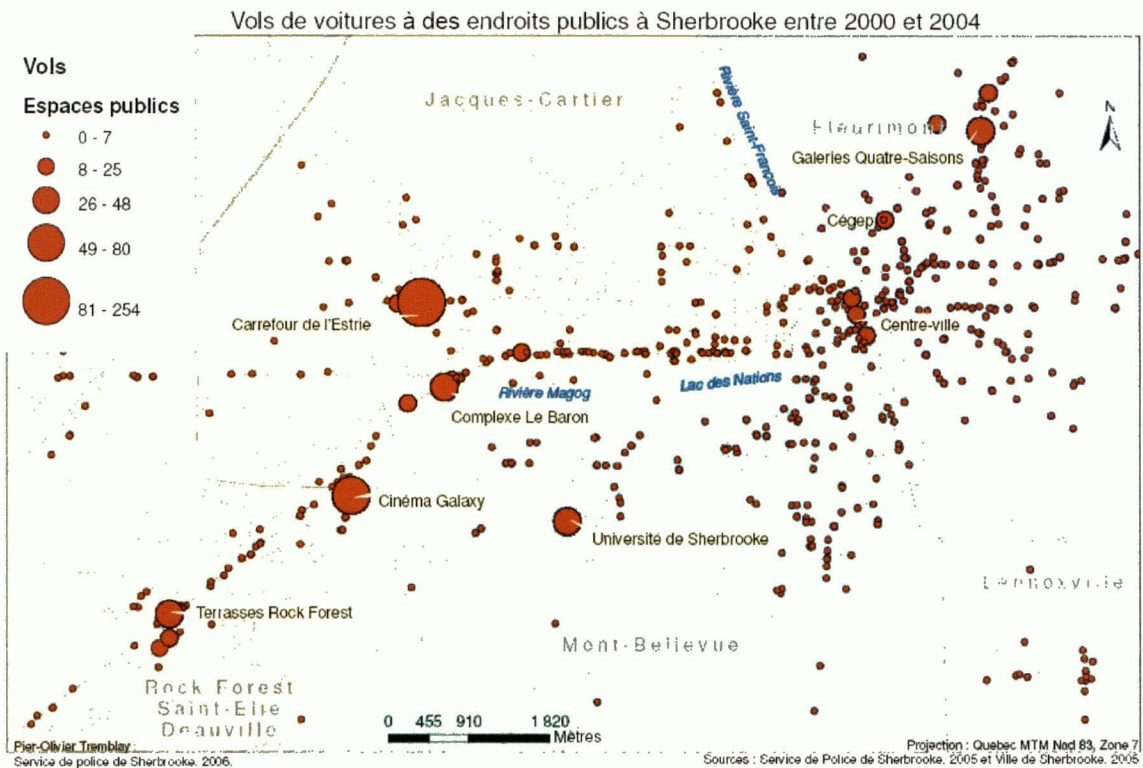 Vols de voitures à des endroits publics à Sherbrooke entre 2000 et 2004
Vols
Espaces publics
0 - 7
8 - 25
26 - 48
49 - 80
81 - 254
Jacques-Cartier
Rivière Saint-François
Fleurimont
N
Galeries Quatre-Saisons
Cégep
Carrefour de l'Estrie
Centre-ville
Rivière Magog
Lac des Nations
Complexe Le Baron
Cinéma Galaxy
Université de Sherbrooke
Lennoxville
Terrasses Rock Forest
Mont-Bellevue
Rock Forest
Saint-Elie
Deauville
0 455 910 1 820
Mètres
Pier-Olivier Tremblay
Service de police de Sherbrooke, 2006.
Projection : Quebec MTM Nad 83, Zone 7
Sources : Service de Police de Sherbrooke, 2005 et Ville de Sherbrooke, 2005